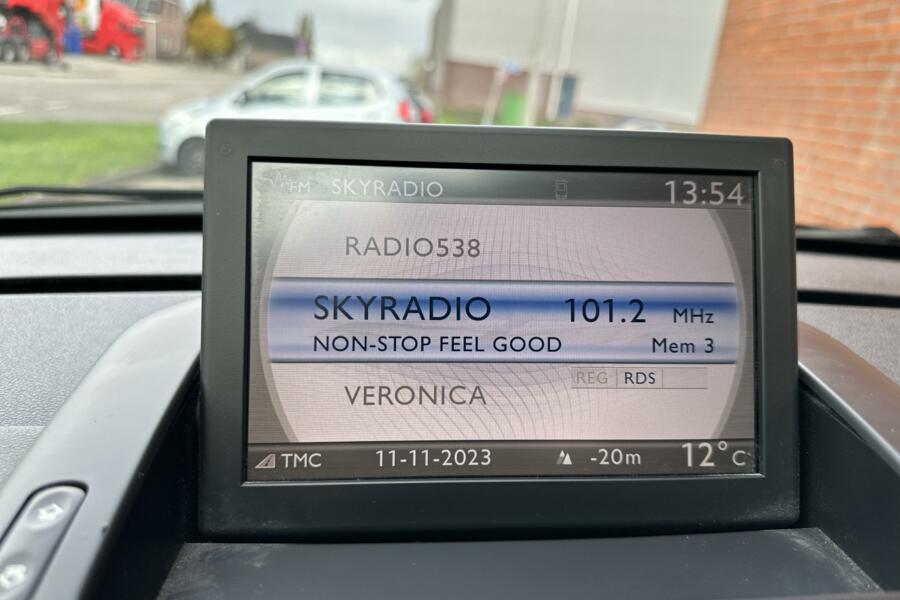 FM SKYRADIO 13:54
RADIO538
SKYRADIO 101.2 MHz
NON-STOP FEEL GOOD Mem 3
REG RDS
VERONICA
TMC 11-11-2023 -20m 12°C